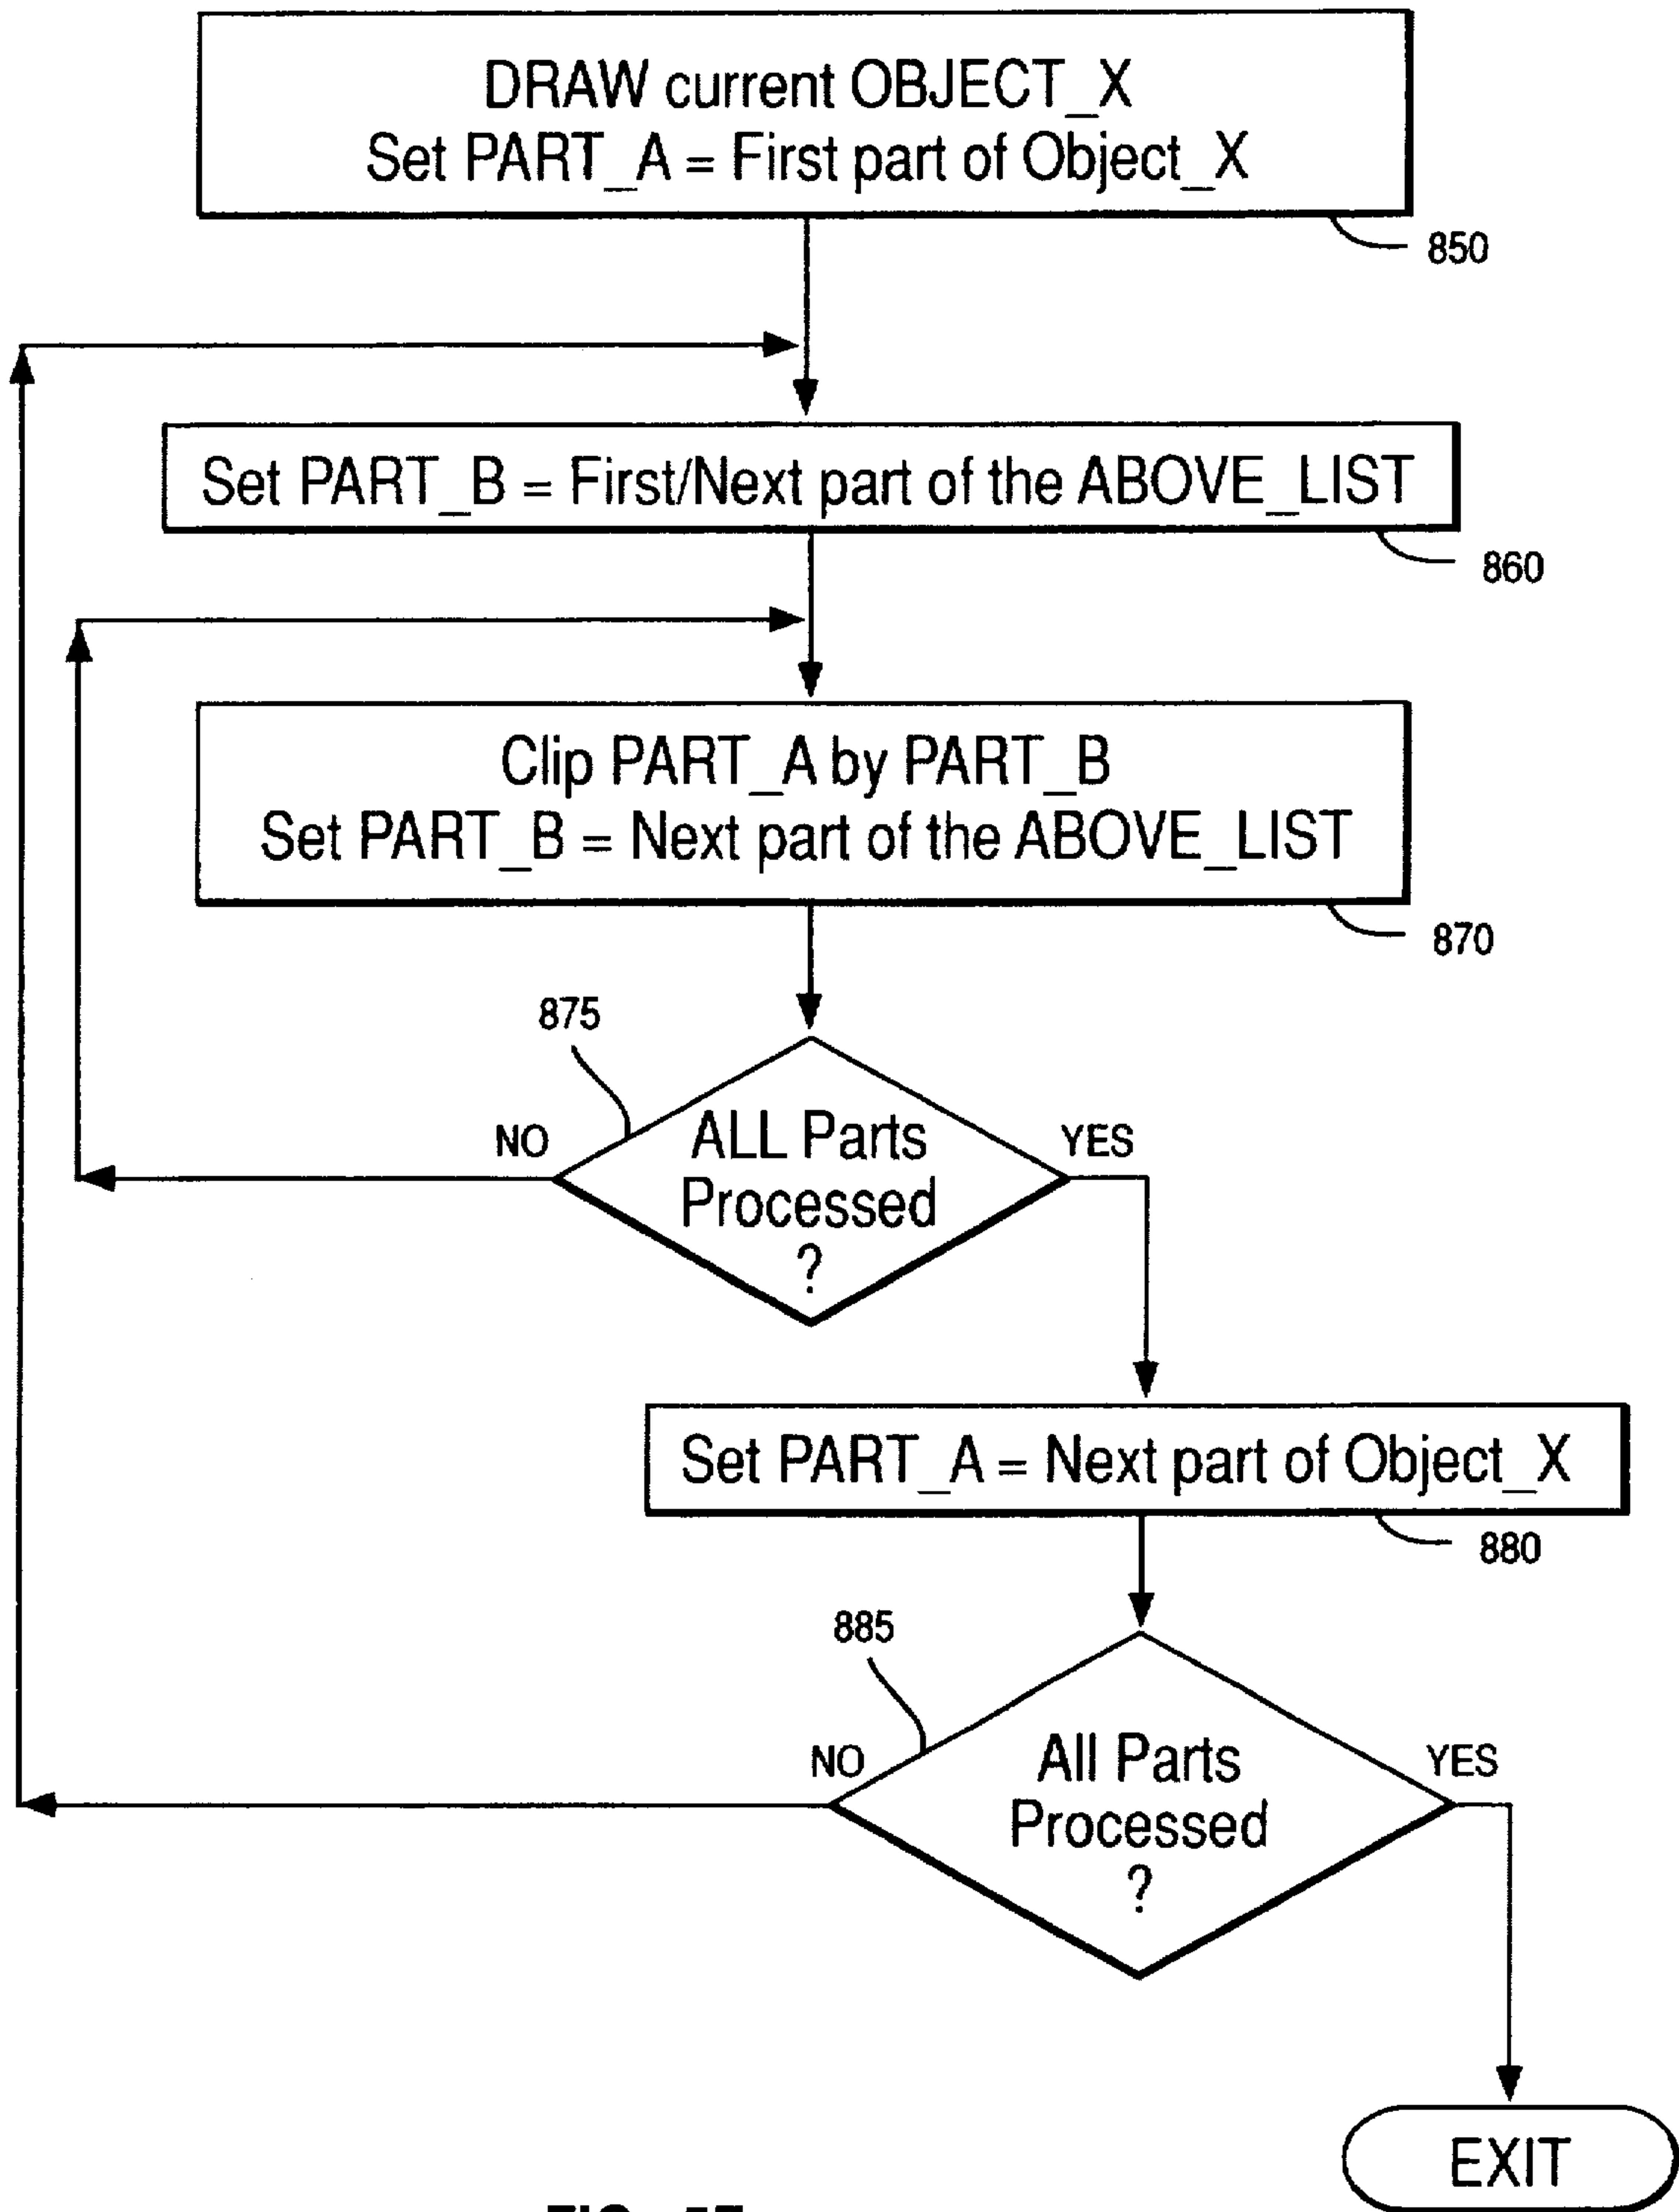 DRAW current OBJECT_X
Set PART_A = First part of Object_X
850
Set PART_B = First/Next part of the ABOVE_LIST
860
Clip PART_A by PART_B
Set PART_B = Next part of the ABOVE_LIST
870
875
NO
ALL Parts
YES
Processed
?
Set PART_A = Next part of Object_X
880
885
NO
All Parts
YES
Processed
?
EXIT